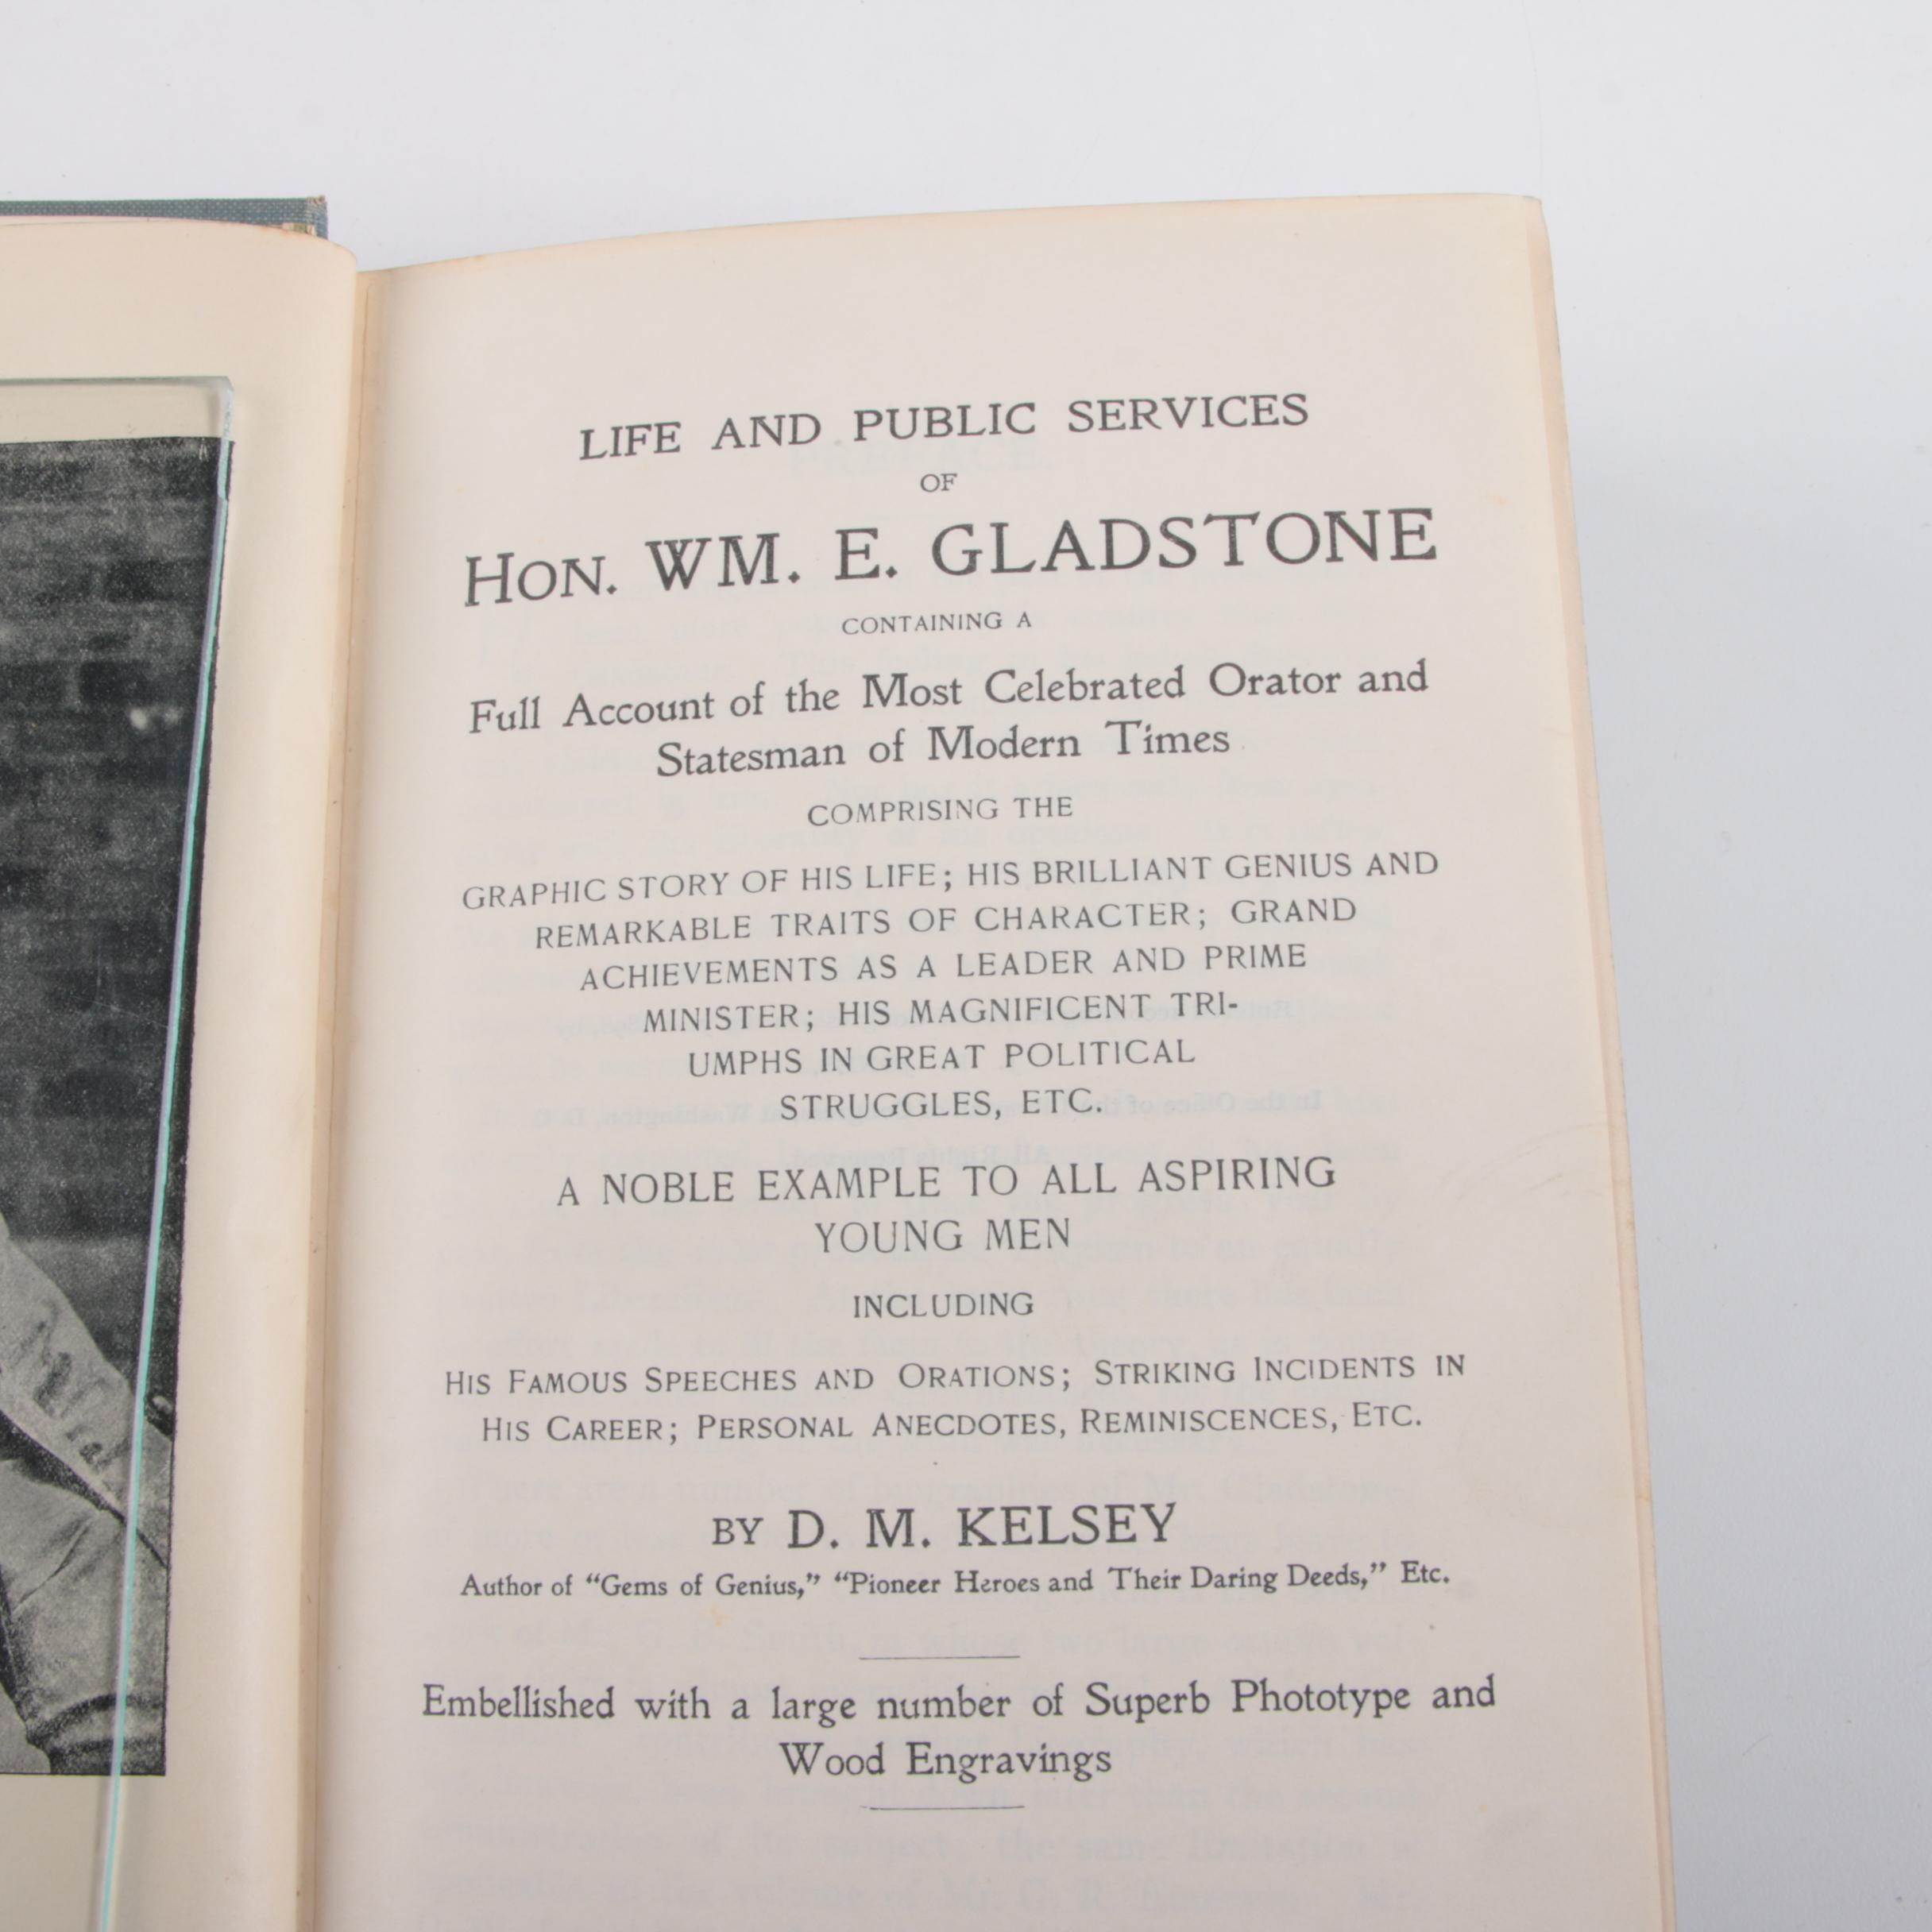 LIFE AND PUBLIC SERVICES
OF
HON. WM. E. GLADSTONE
CONTAINING A
Full Account of the Most Celebrated Orator and
Statesman of Modern Times
COMPRISING THE
GRAPHIC STORY OF HIS LIFE; HIS BRILLIANT GENIUS AND
REMARKABLE TRAITS OF CHARACTER; GRAND
ACHIEVEMENTS AS A LEADER AND PRIME
MINISTER; HIS MAGNIFICENT TRI-
UMPHS IN GREAT POLITICAL
STRUGGLES, ETC.
A NOBLE EXAMPLE TO ALL ASPIRING
YOUNG MEN
INCLUDING
HIS FAMOUS SPEECHES AND ORATIONS; STRIKING INCIDENTS IN
HIS CAREER; PERSONAL ANECDOTES, REMINISCENCES, ETC.
BY D. M. KELSEY
Author of "Gems of Genius," "Pioneer Heroes and Their Daring Deeds," Etc.
Embellished with a large number of Superb Phototype and
Wood Engravings